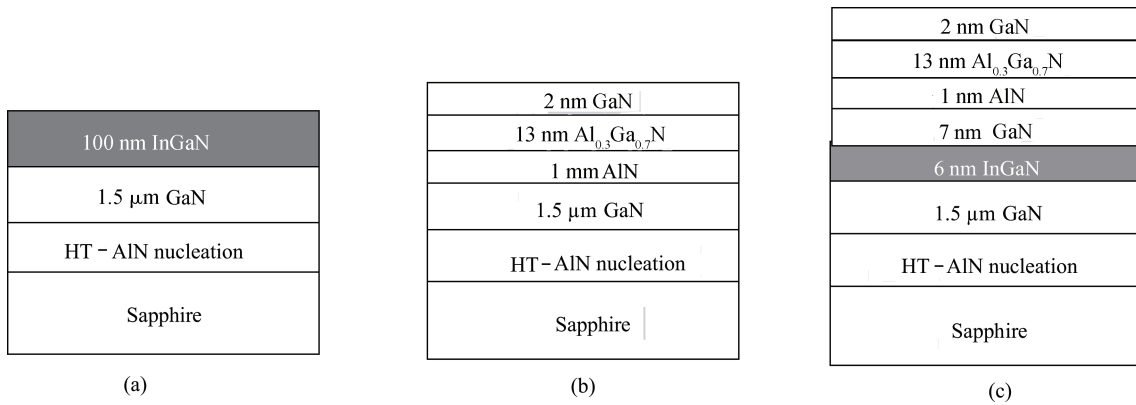 100 nm InGaN
1.5 μm GaN
HT – AlN nucleation
Sapphire
(a)
2 nm GaN
13 nm Al₀.₃Ga₀.₇N
1 mm AlN
1.5 μm GaN
HT – AlN nucleation
Sapphire
(b)
2 nm GaN
13 nm Al₀.₃Ga₀.₇N
1 nm AlN
7 nm GaN
6 nm InGaN
1.5 μm GaN
HT – AlN nucleation
Sapphire
(c)